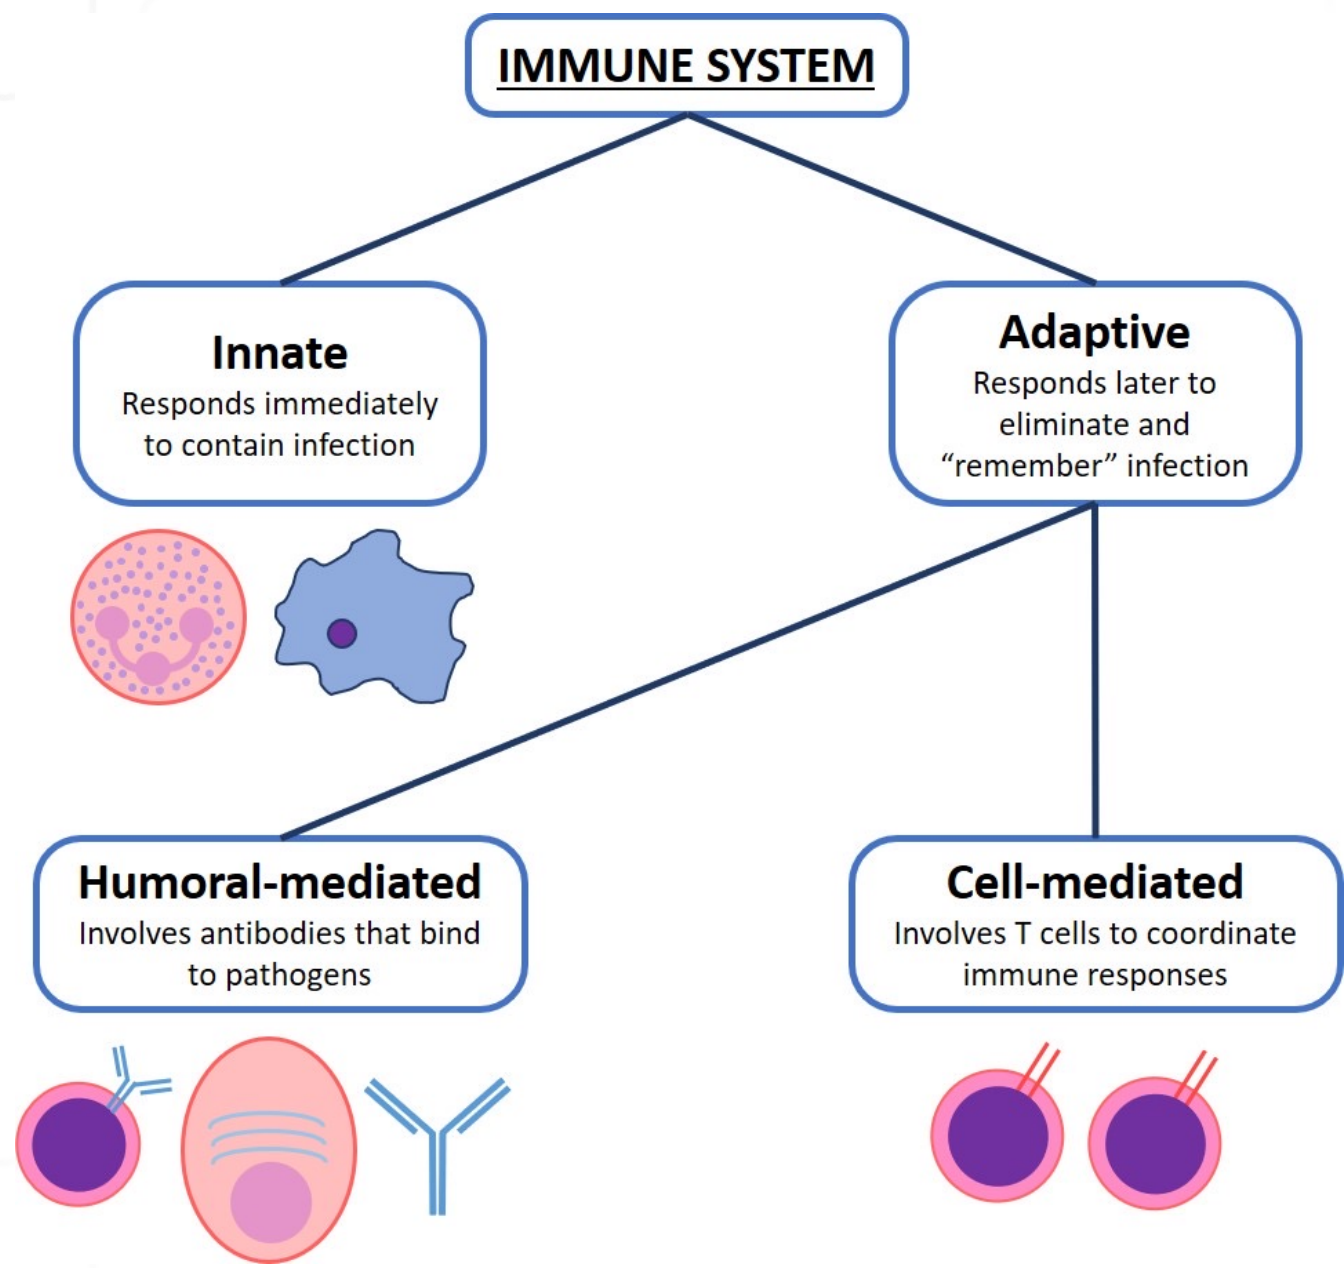 IMMUNE SYSTEM
Innate
Responds immediately
to contain infection
Adaptive
Responds later to
eliminate and
“remember” infection
Humoral-mediated
Involves antibodies that bind
to pathogens
Cell-mediated
Involves T cells to coordinate
immune responses